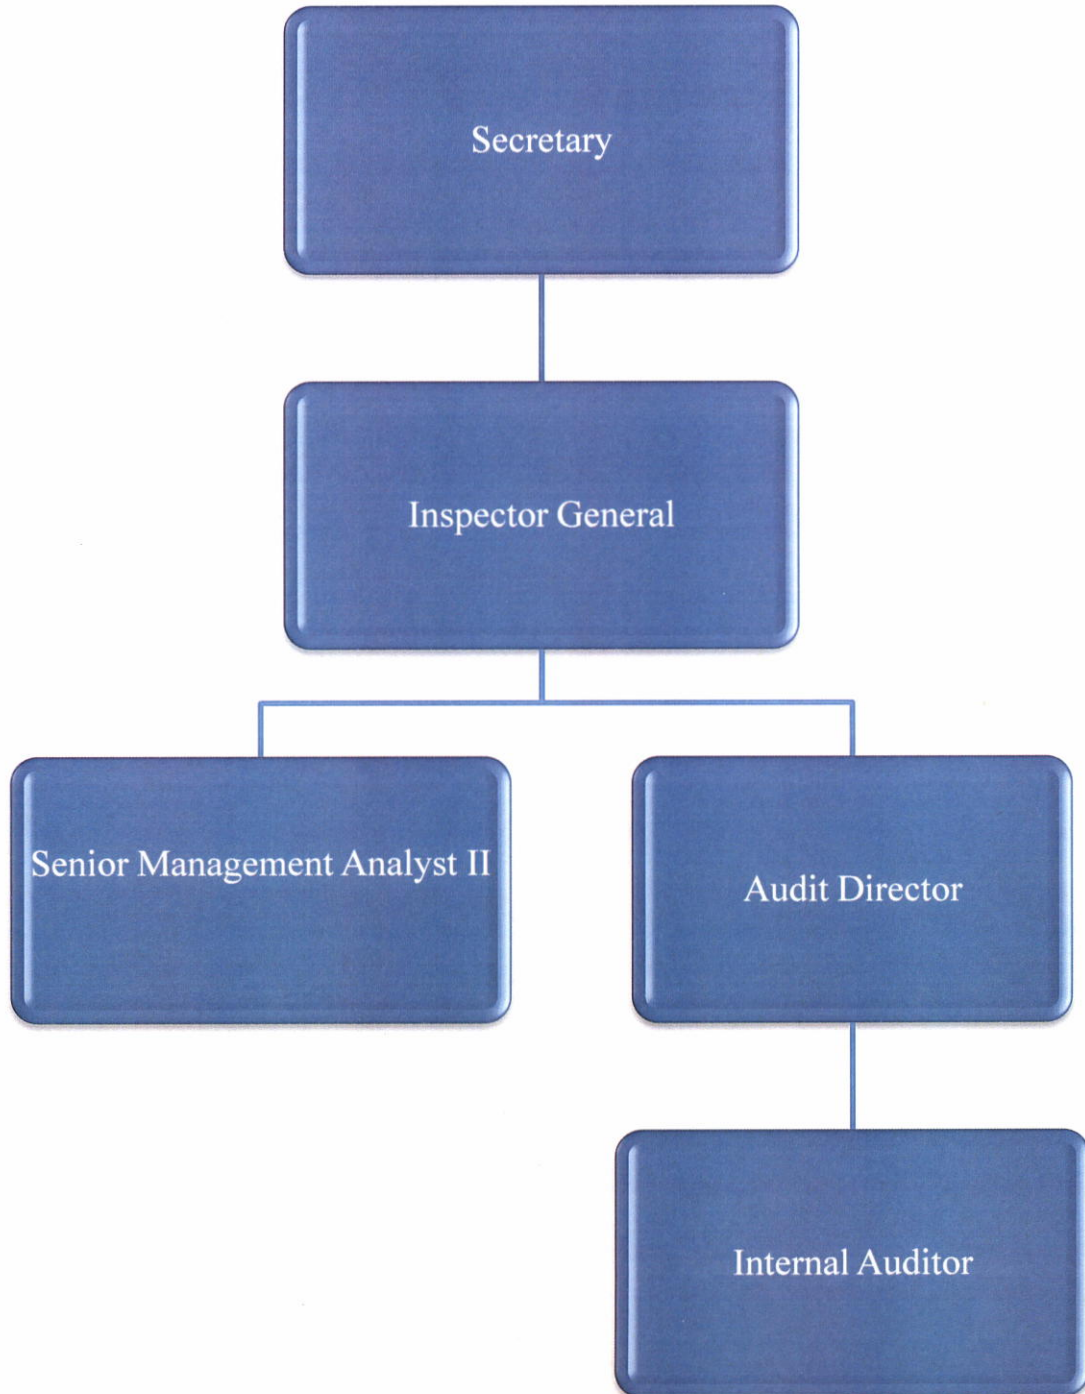 Secretary
Inspector General
Senior Management Analyst II
Audit Director
Internal Auditor